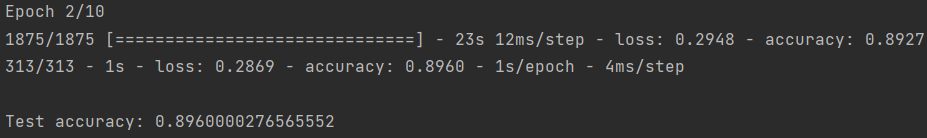 Epoch 2/10
1875/1875 [==============================] - 23s 12ms/step - loss: 0.2948 - accuracy: 0.8927
313/313 - 1s - loss: 0.2869 - accuracy: 0.8960 - 1s/epoch - 4ms/step
Test accuracy: 0.8960000276565552